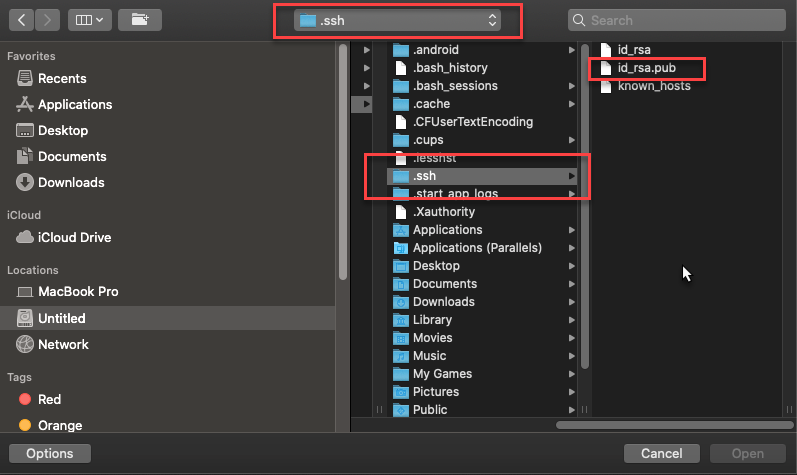 .ssh
Search
Favorites
Recents
Applications
Desktop
Documents
Downloads
iCloud
iCloud Drive
Locations
MacBook Pro
Untitled
Network
Tags
Red
Orange
.android
.bash_history
.bash_sessions
.cache
.CFUserTextEncoding
.cups
.lesshst
.ssh
.start_app_logs
.Xauthority
Applications
Applications (Parallels)
Desktop
Documents
Downloads
Library
Movies
Music
My Games
Pictures
Public
id_rsa
id_rsa.pub
known_hosts
Options
Cancel
Open